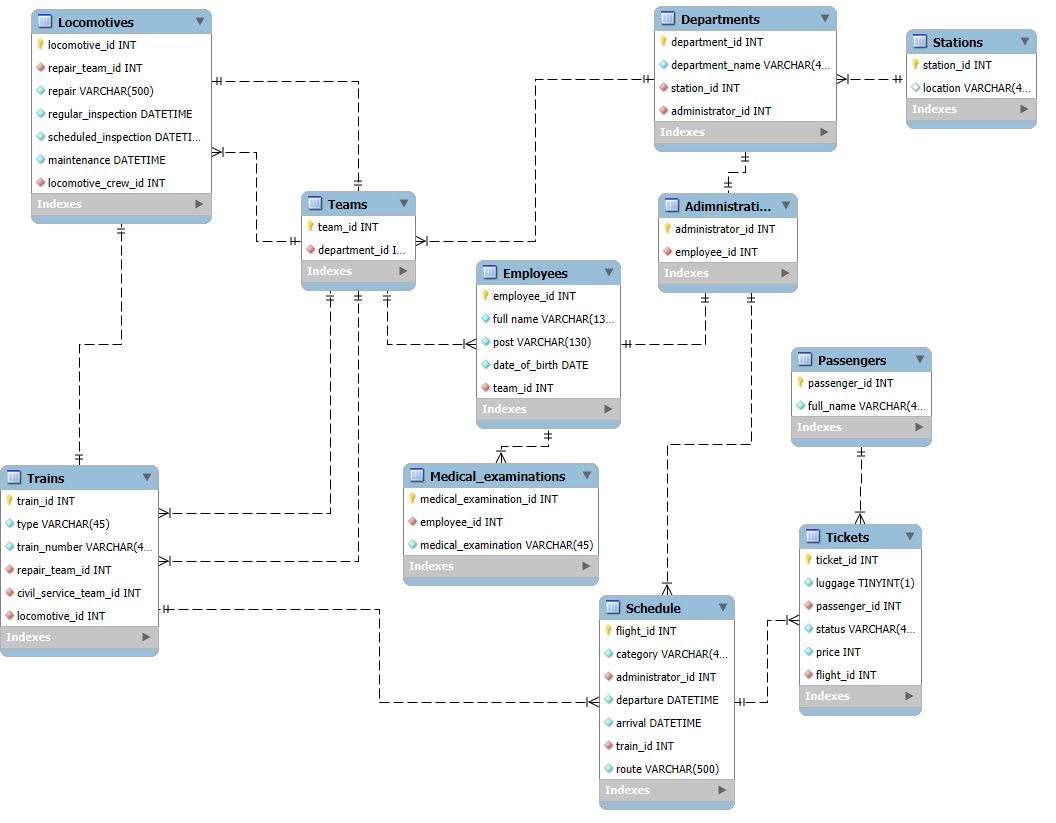 Locomotives
locomotive_id INT
repair_team_id INT
repair VARCHAR(500)
regular_inspection DATETIME
scheduled_inspection DATETI...
maintenance DATETIME
locomotive_crew_id INT
Indexes
Departments
department_id INT
department_name VARCHAR(4...
station_id INT
administrator_id INT
Indexes
Stations
station_id INT
location VARCHAR(4...
Indexes
Teams
team_id INT
department_id I...
Indexes
Adimnistrati...
administrator_id INT
employee_id INT
Indexes
Employees
employee_id INT
full name VARCHAR(13...
post VARCHAR(130)
date_of_birth DATE
team_id INT
Indexes
Passengers
passenger_id INT
full_name VARCHAR(4...
Indexes
Trains
train_id INT
type VARCHAR(45)
train_number VARCHAR(4...
repair_team_id INT
civil_service_team_id INT
locomotive_id INT
Indexes
Medical_examinations
medical_examination_id INT
employee_id INT
medical_examination VARCHAR(45)
Indexes
Tickets
ticket_id INT
luggage TINYINT(1)
passenger_id INT
status VARCHAR(4...
price INT
flight_id INT
Indexes
Schedule
flight_id INT
category VARCHAR(4...
administrator_id INT
departure DATETIME
arrival DATETIME
train_id INT
route VARCHAR(500)
Indexes